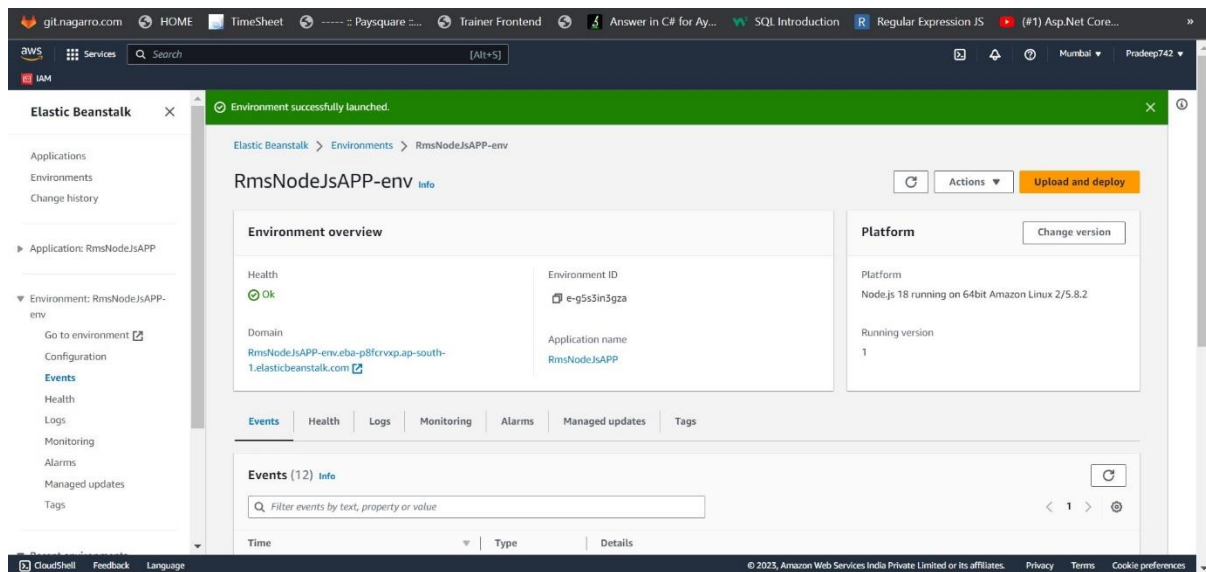 git.nagarro.com HOME TimeSheet ----- :: Paysquare ::... Trainer Frontend Answer in C# for Ay... SQL Introduction Regular Expression JS (#1) Asp.Net Core... »
aws Services Search [Alt+S] Mumbai Pradeep742
IAM
Elastic Beanstalk
Applications
Environments
Change history
Application: RmsNodeJsAPP
Environment: RmsNodeJsAPP-
env
Go to environment
Configuration
Events
Health
Logs
Monitoring
Alarms
Managed updates
Tags
Recent environments
Environment successfully launched.
Elastic Beanstalk > Environments > RmsNodeJsAPP-env
RmsNodeJsAPP-env Info
Actions Upload and deploy
Environment overview
Health
Ok
Domain
RmsNodeJsAPP-env.eba-p8fcrvxp.ap-south-
1.elasticbeanstalk.com
Environment ID
e-g5s3in3gza
Application name
RmsNodeJsAPP
Platform Change version
Platform
Node.js 18 running on 64bit Amazon Linux 2/5.8.2
Running version
1
Events Health Logs Monitoring Alarms Managed updates Tags
Events (12) Info
Filter events by text, property or value < 1 >
Time Type Details
CloudShell Feedback Language © 2023, Amazon Web Services India Private Limited or its affiliates. Privacy Terms Cookie preferences